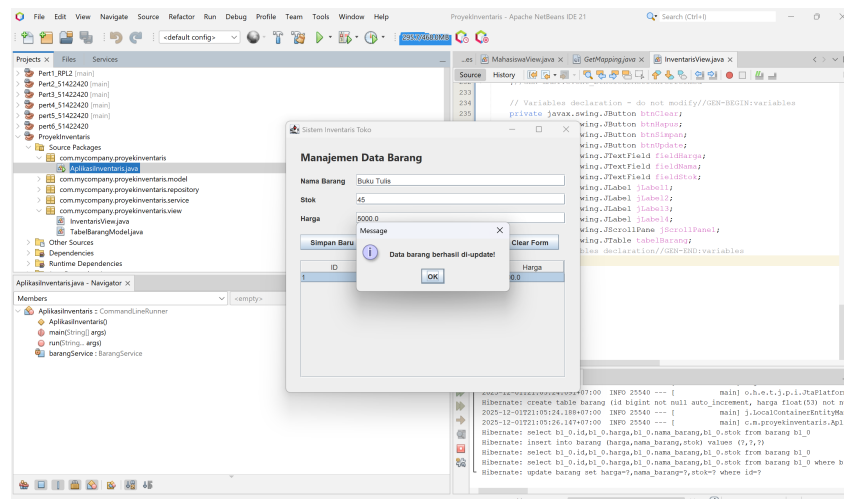 File Edit View Navigate Source Refactor Run Debug Profile Team Tools Window Help
ProyekInventaris - Apache NetBeans IDE 21
Search (Ctrl+I)
<default config>
Projects
Files
Services
Pert1_RPL2 [main]
Pert2_51422420 [main]
Pert3_51422420 [main]
pert4_51422420 [main]
pert5_51422420 [main]
pert6_51422420
ProyekInventaris
Source Packages
com.mycompany.proyekinventaris
AplikasiInventaris.java
com.mycompany.proyekinventaris.model
com.mycompany.proyekinventaris.repository
com.mycompany.proyekinventaris.service
com.mycompany.proyekinventaris.view
InventarisView.java
TabelBarangModel.java
Other Sources
Dependencies
Runtime Dependencies
AplikasiInventaris.java - Navigator
Members
<empty>
AplikasiInventaris :: CommandLineRunner
AplikasiInventaris()
main(String[] args)
run(String... args)
barangService : BarangService
...es
MahasiswaView.java
GetMapping.java
InventarisView.java
Source
History
233
234 // Variables declaration - do not modify//GEN-BEGIN:variables
235 private javax.swing.JButton btnClear;
wing.JButton btnHapus;
wing.JButton btnSimpan;
wing.JButton btnUpdate;
wing.JTextField fieldHarga;
wing.JTextField fieldNama;
wing.JTextField fieldStok;
wing.JLabel jLabel1;
wing.JLabel jLabel2;
wing.JLabel jLabel3;
wing.JLabel jLabel4;
wing.JScrollPane jScrollPane1;
wing.JTable tabelBarang;
bles declaration//GEN-END:variables
Sistem Inventaris Toko
Manajemen Data Barang
Nama Barang Buku Tulis
Stok 45
Harga 5000.0
Simpan Baru
Clear Form
ID
Harga
1
0.0
Message
Data barang berhasil di-update!
OK
main] o.h.e.t.j.p.i.JtaPlatfor
Hibernate: create table barang (id bigint not null auto_increment, harga float(53) not n
2025-12-01T21:05:24.188+07:00 INFO 25540 --- [ main] j.LocalContainerEntityMa
2025-12-01T21:05:26.147+07:00 INFO 25540 --- [ main] c.m.proyekinventaris.Apl
Hibernate: select b1_0.id,b1_0.harga,b1_0.nama_barang,b1_0.stok from barang b1_0
Hibernate: insert into barang (harga,nama_barang,stok) values (?,?,?)
Hibernate: select b1_0.id,b1_0.harga,b1_0.nama_barang,b1_0.stok from barang b1_0
Hibernate: select b1_0.id,b1_0.harga,b1_0.nama_barang,b1_0.stok from barang b1_0 where b
Hibernate: update barang set harga=?,nama_barang=?,stok=? where id=?